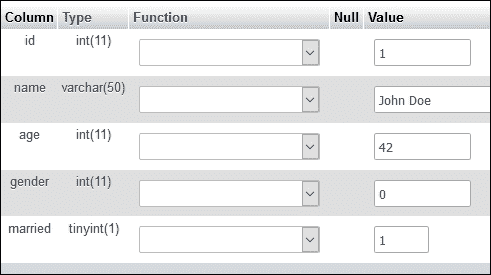 Column Type Function Null Value
id int(11) 1
name varchar(50) John Doe
age int(11) 42
gender int(11) 0
married tinyint(1) 1